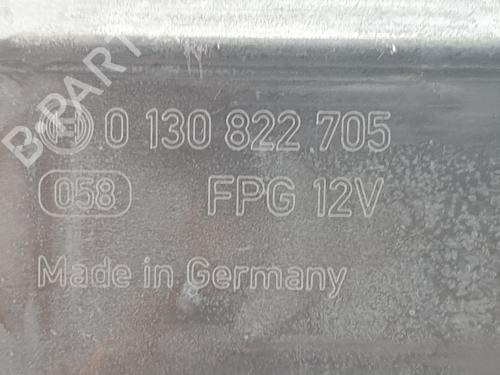 B PART
0 130 822 705
058 FPG 12V
Made in Germany